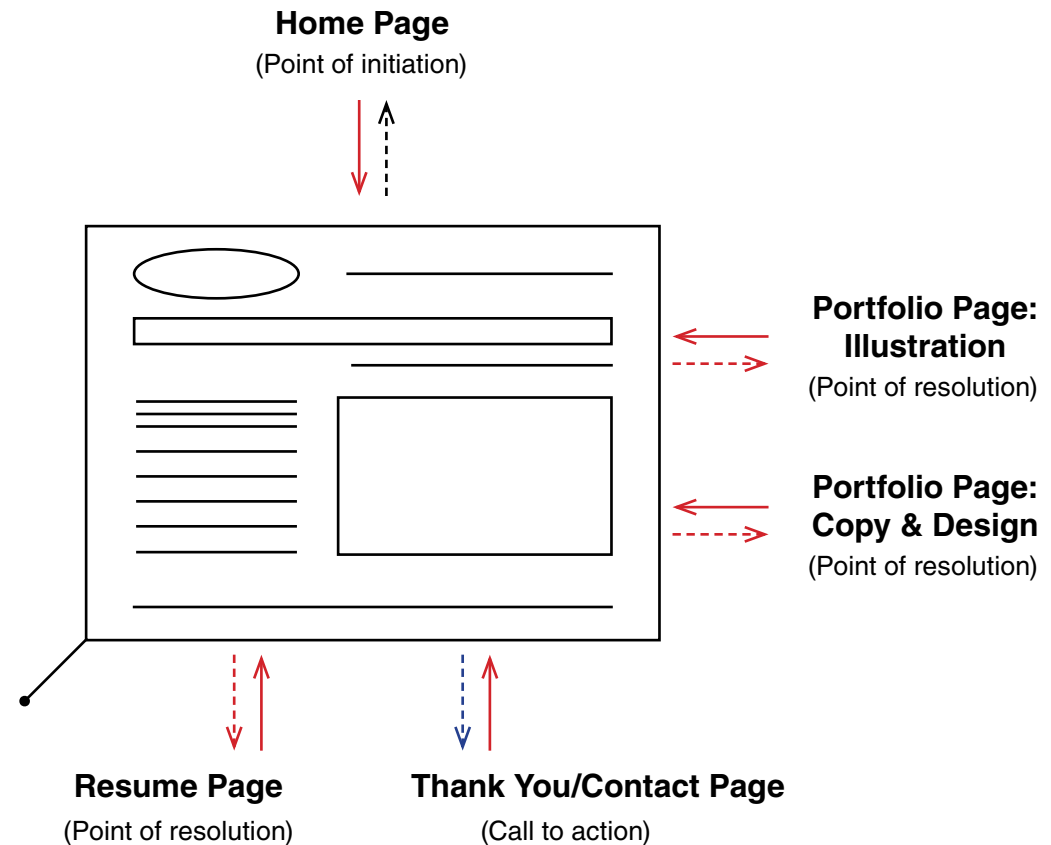 Home Page
(Point of initiation)
Portfolio Page:
Illustration
(Point of resolution)
Portfolio Page:
Copy & Design
(Point of resolution)
Resume Page
(Point of resolution)
Thank You/Contact Page
(Call to action)